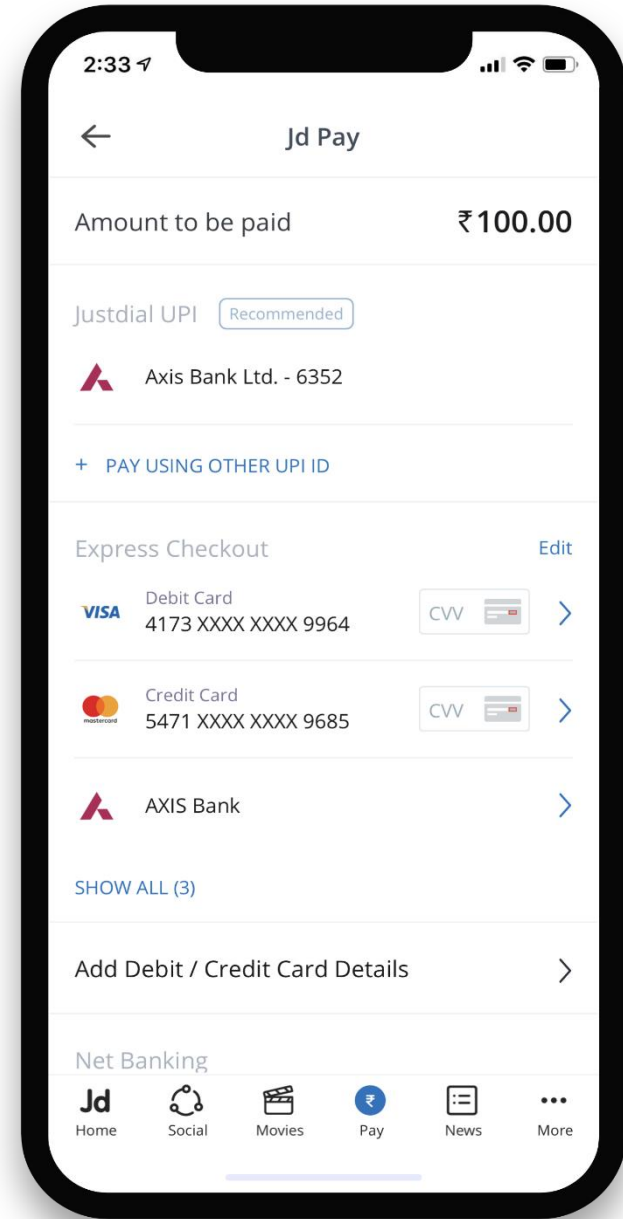 2:33
Jd Pay
Amount to be paid ₹100.00
Justdial UPI Recommended
Axis Bank Ltd. - 6352
+ PAY USING OTHER UPI ID
Express Checkout Edit
VISA Debit Card
4173 XXXX XXXX 9964 CVV
mastercard Credit Card
5471 XXXX XXXX 9685 CVV
AXIS Bank
SHOW ALL (3)
Add Debit / Credit Card Details
Net Banking
Jd ₹
Home Social Movies Pay News More